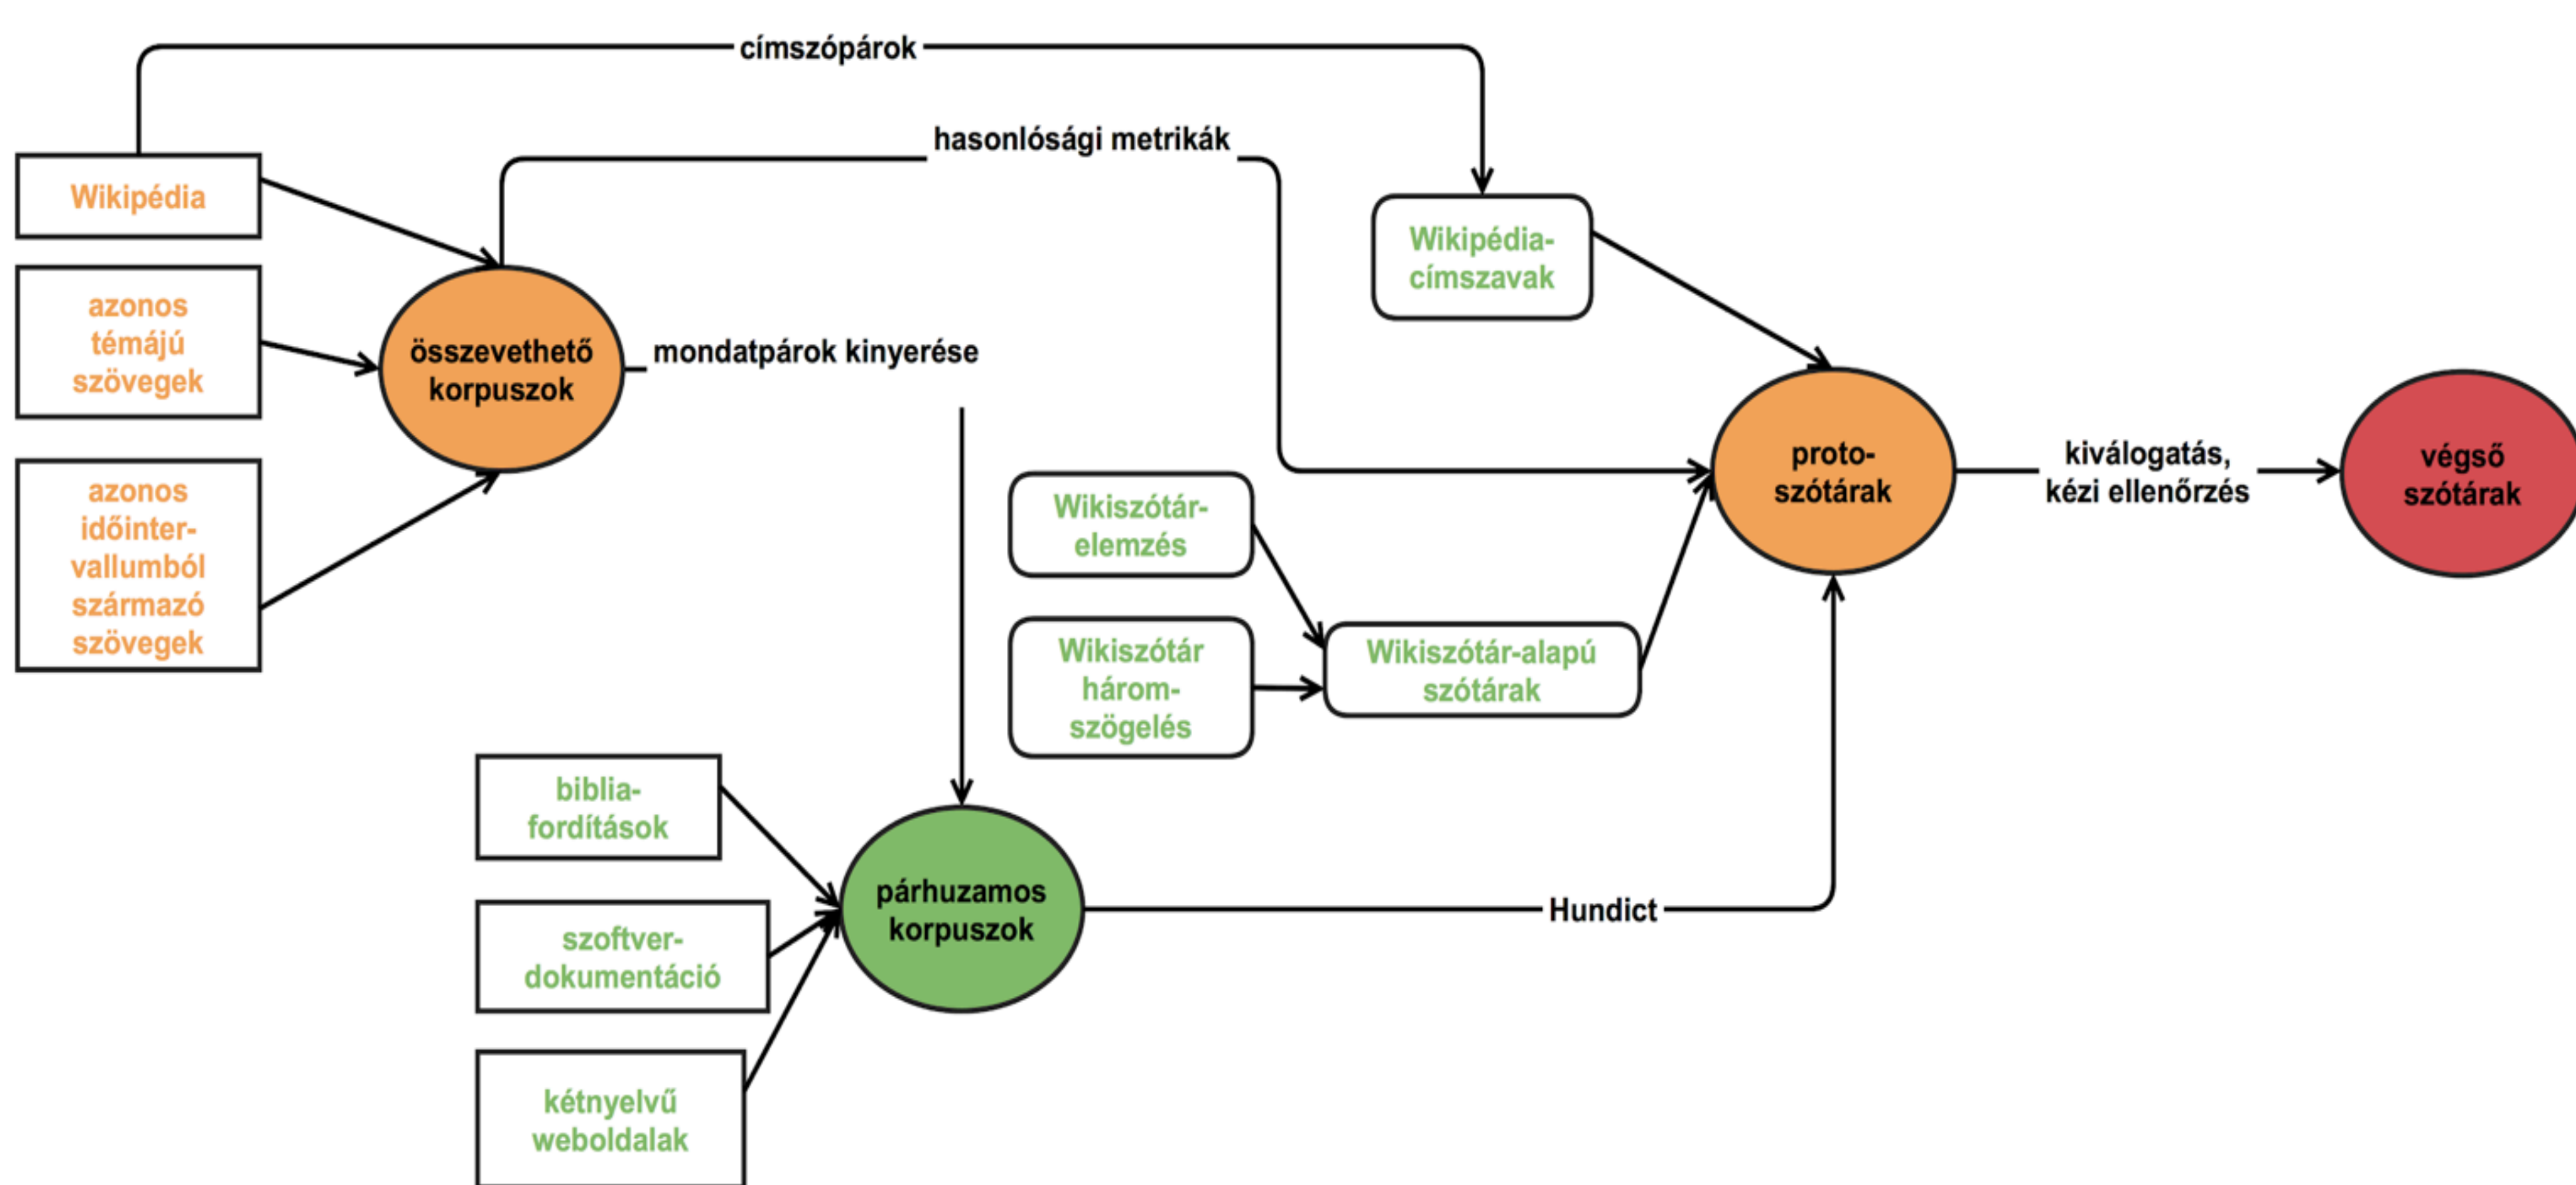 címszópárok
hasonlósági metrikák
Wikipédia
Wikipédia-
címszavak
azonos
témájú
szövegek
összevethető
korpuszok
mondatpárok kinyerése
azonos
időinter-
vallumból
származó
szövegek
Wikiszótár-
elemzés
Wikiszótár
három-
szögelés
Wikiszótár-alapú
szótárak
proto-
szótárak
kiválogatás,
kézi ellenőrzés
végső
szótárak
biblia-
fordítások
szoftver-
dokumentáció
kétnyelvű
weboldalak
párhuzamos
korpuszok
Hundict